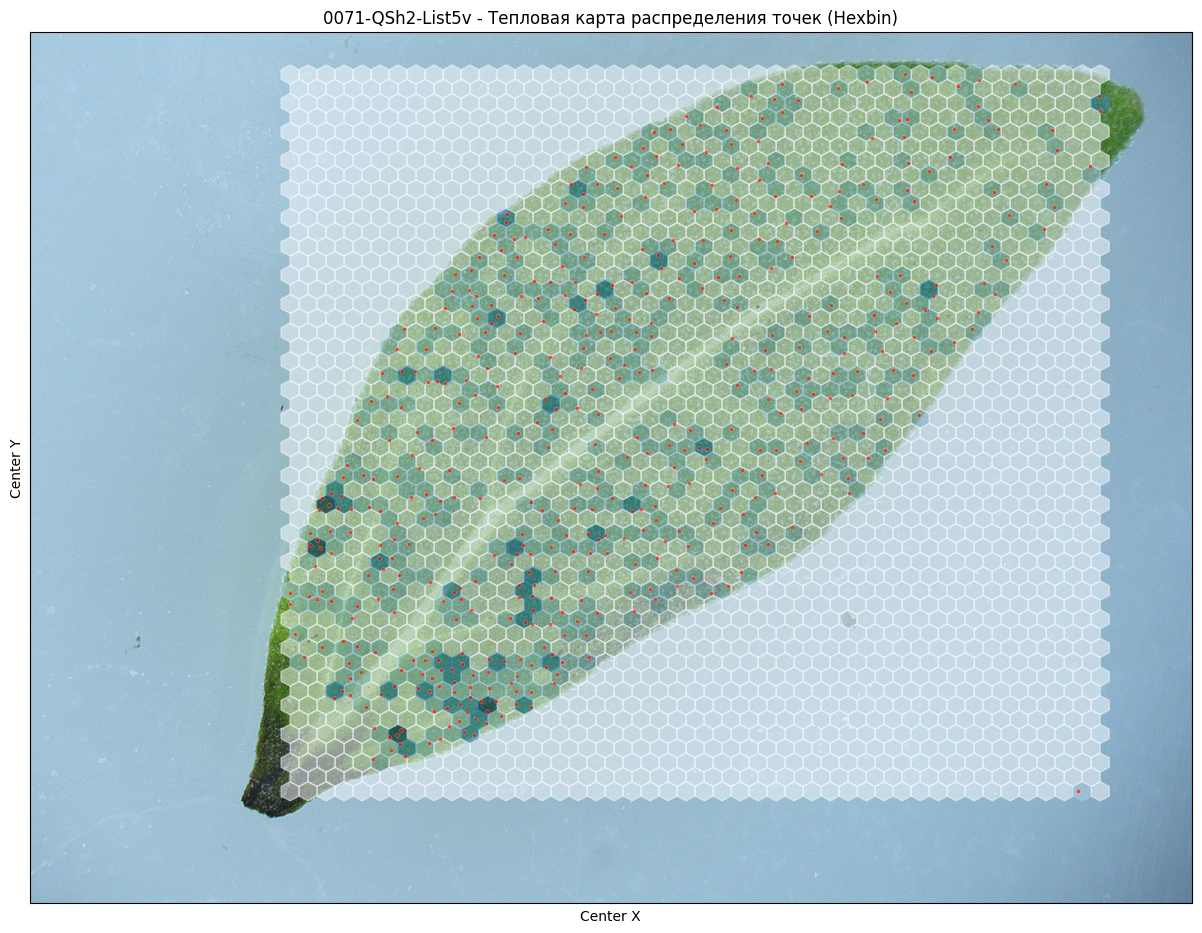 0071-QSh2-List5v - Тепловая карта распределения точек (Hexbin)
Center Y
Center X